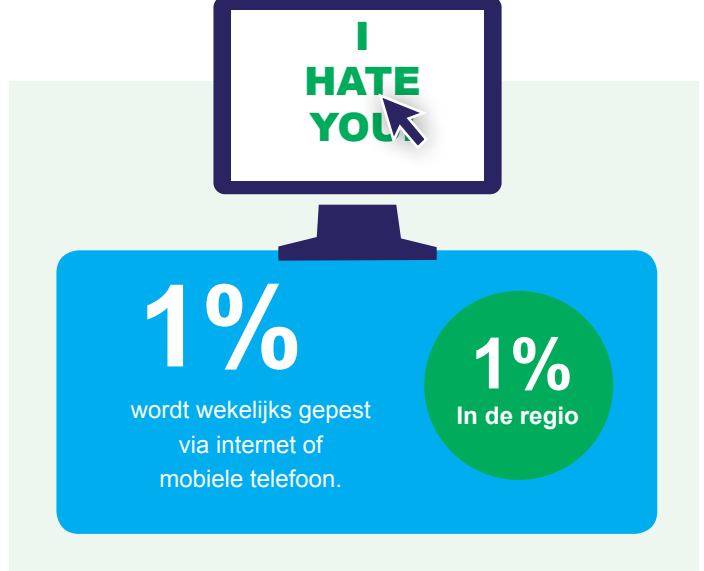 I
HATE
YOU
1%
wordt wekelijks gepest
via internet of
mobiele telefoon.
1%
In de regio